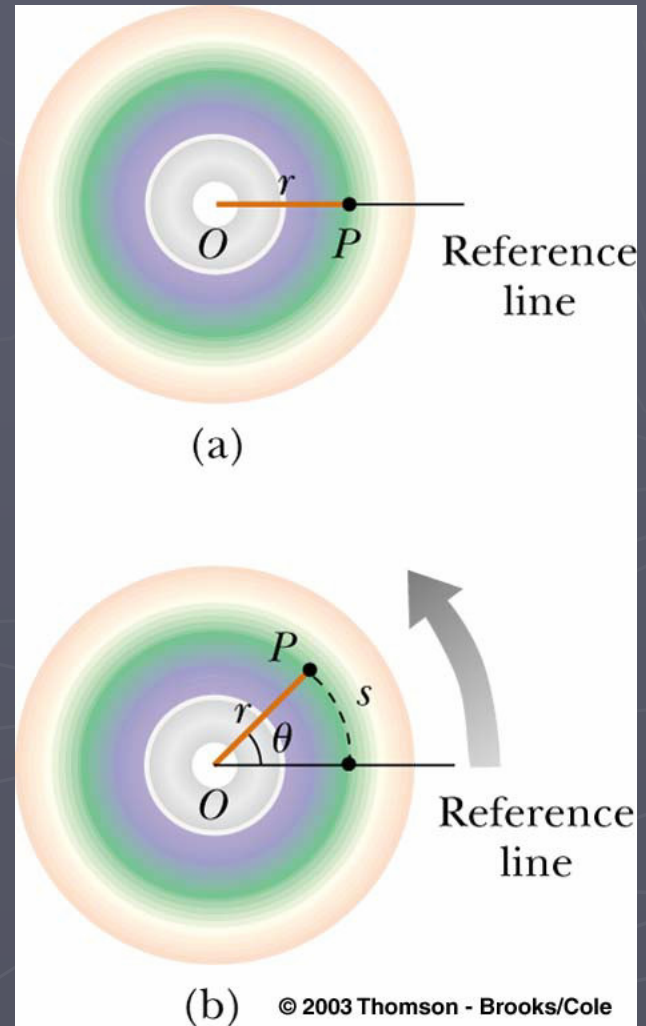 r
O
P
Reference
line
(a)
P
s
r
θ
O
Reference
line
(b)
© 2003 Thomson - Brooks/Cole